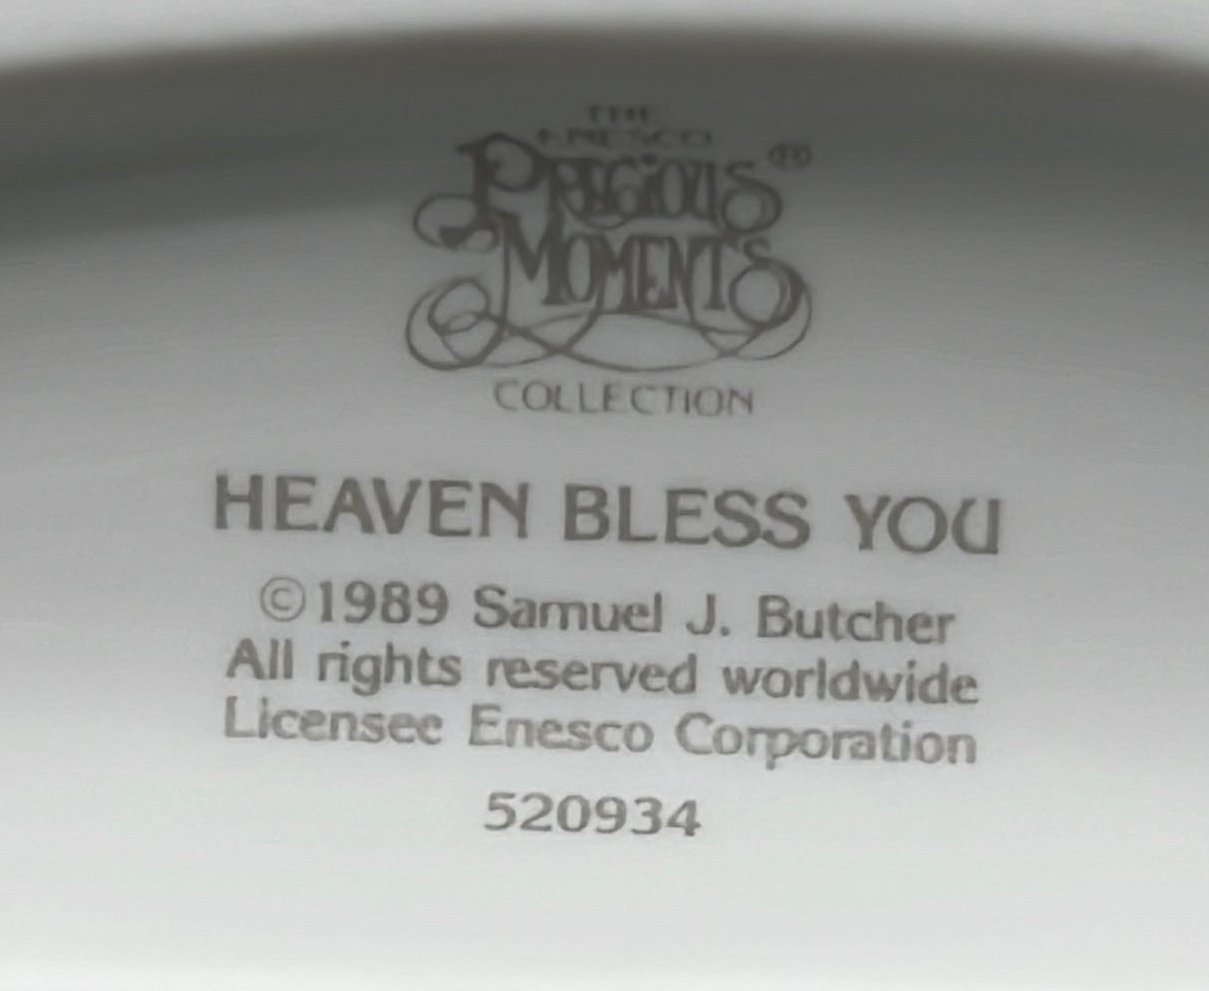 THE
ENESCO
PRECIOUS®
MOMENTS
COLLECTION
HEAVEN BLESS YOU
©1989 Samuel J. Butcher
All rights reserved worldwide
Licensee Enesco Corporation
520934